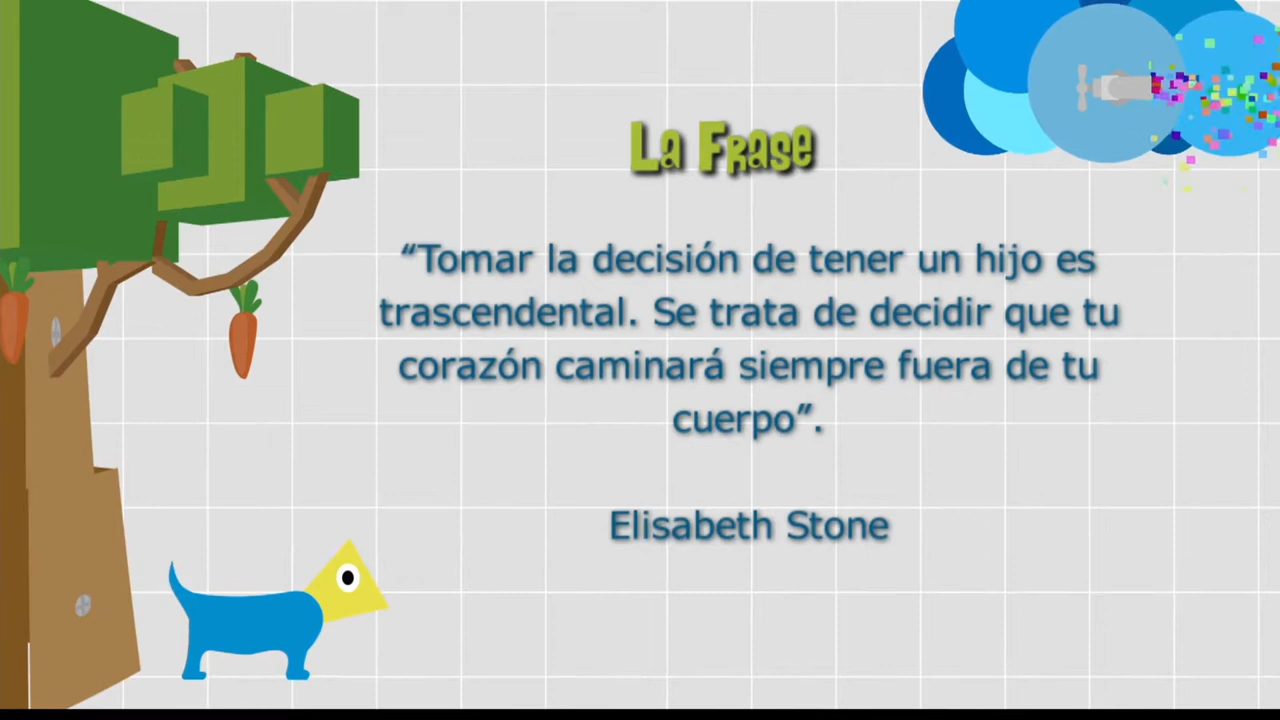 La Frase
“Tomar la decisión de tener un hijo es
trascendental. Se trata de decidir que tu
corazón caminará siempre fuera de tu
cuerpo”.
Elisabeth Stone